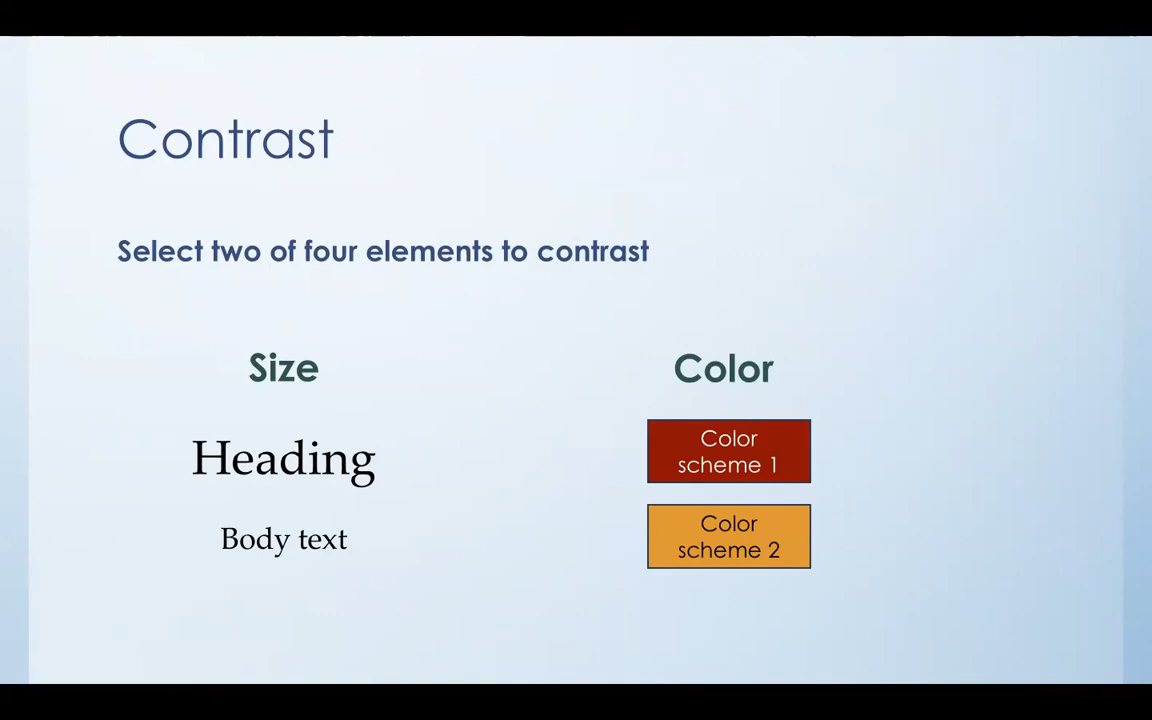 Contrast
Select two of four elements to contrast
Size
Color
Heading
Body text
Color
scheme 1
Color
scheme 2